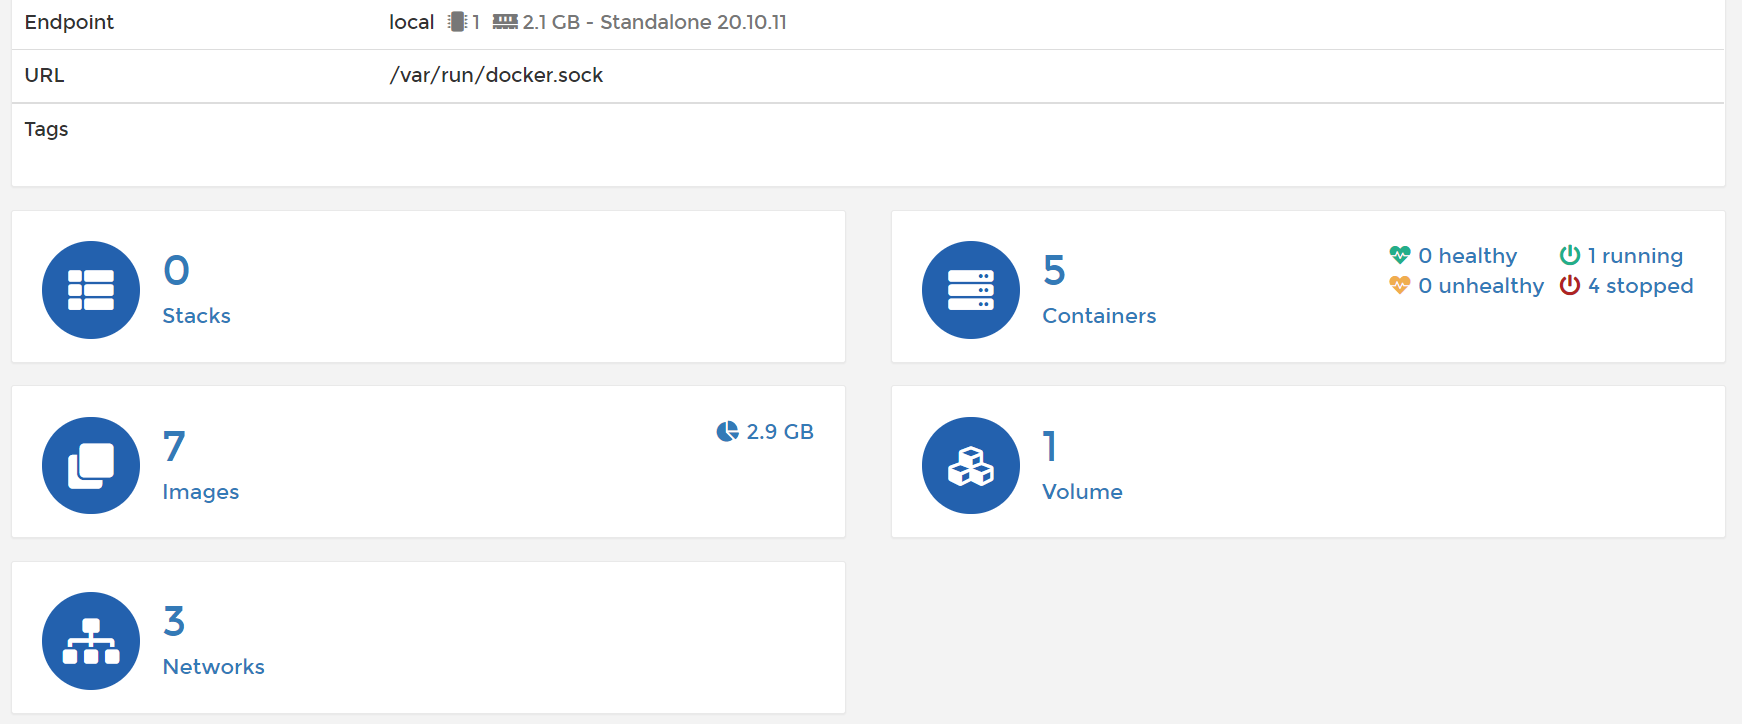 Endpoint local 1 2.1 GB - Standalone 20.10.11
URL /var/run/docker.sock
Tags
0
Stacks
5
Containers
0 healthy 1 running
0 unhealthy 4 stopped
7
Images
2.9 GB
1
Volume
3
Networks